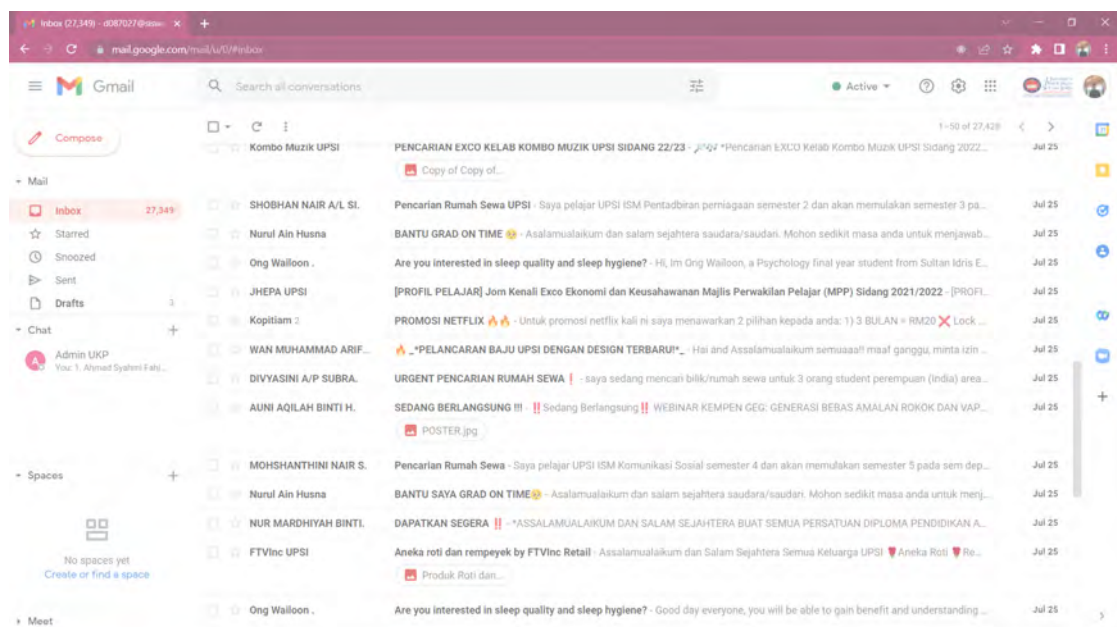 Inbox (27,349) - d087027@siswa
mail.google.com/mail/u/0/#inbox
Gmail
Search all conversations
Active
Compose
1–50 of 27,428
Mail
Inbox 27,349
Starred
Snoozed
Sent
Drafts 3
Chat
Admin UKP
You: 1. Ahmad Syahmi
Spaces
No spaces yet
Create or find a space
Meet
Kombo Muzik UPSI PENCARIAN EXCO KELAB KOMBO MUZIK UPSI SIDANG 22/23 - 🔎🎶 *Pencarian EXCO Kelab Kombo Muzik UPSI Sidang 2022... Jul 25
Copy of Copy of...
SHOBHAN NAIR A/L SI. Pencarian Rumah Sewa UPSI - Saya pelajar UPSI ISM Pentadbiran perniagaan semester 2 dan akan memulakan semester 3 pa... Jul 25
Nurul Ain Husna BANTU GRAD ON TIME 🥺 - Asalamualaikum dan salam sejahtera saudara/saudari. Mohon sedikit masa anda untuk menjawab... Jul 25
Ong Wailoon . Are you interested in sleep quality and sleep hygiene? - Hi, Im Ong Wailoon, a Psychology final year student from Sultan Idris E... Jul 25
JHEPA UPSI [PROFIL PELAJAR] Jom Kenali Exco Ekonomi dan Keusahawanan Majlis Perwakilan Pelajar (MPP) Sidang 2021/2022 - [PROFI... Jul 25
Kopitiam 2 PROMOSI NETFLIX 🔥🔥 - Untuk promosi netflix kali ni saya menawarkan 2 pilihan kepada anda: 1) 3 BULAN = RM20 ❌ Lock ... Jul 25
WAN MUHAMMAD ARIF... 🔥_*PELANCARAN BAJU UPSI DENGAN DESIGN TERBARU!*_ - Hai and Assalamualaikum semuaaa!! maaf ganggu, minta izin ... Jul 25
DIVYASINI A/P SUBRA. URGENT PENCARIAN RUMAH SEWA❗ - saya sedang mencari bilik/rumah sewa untuk 3 orang student perempuan (India) area... Jul 25
AUNI AQILAH BINTI H. SEDANG BERLANGSUNG !!! - ‼️Sedang Berlangsung‼️ WEBINAR KEMPEN GEG: GENERASI BEBAS AMALAN ROKOK DAN VAP... Jul 25
POSTER.jpg
MOHSHANTHINI NAIR S. Pencarian Rumah Sewa - Saya pelajar UPSI ISM Komunikasi Sosial semester 4 dan akan memulakan semester 5 pada sem dep... Jul 25
Nurul Ain Husna BANTU SAYA GRAD ON TIME🥺 - Asalamualaikum dan salam sejahtera saudara/saudari. Mohon sedikit masa anda untuk menj... Jul 25
NUR MARDHIYAH BINTI. DAPATKAN SEGERA ‼️ - *ASSALAMUALAIKUM DAN SALAM SEJAHTERA BUAT SEMUA PERSATUAN DIPLOMA PENDIDIKAN A... Jul 25
FTVInc UPSI Aneka roti dan rempeyek by FTVInc Retail - Assalamualaikum dan Salam Sejahtera Semua Keluarga UPSI 🌹Aneka Roti 🌹Re... Jul 25
Produk Roti dan...
Ong Wailoon . Are you interested in sleep quality and sleep hygiene? - Good day everyone, you will be able to gain benefit and understanding ... Jul 25